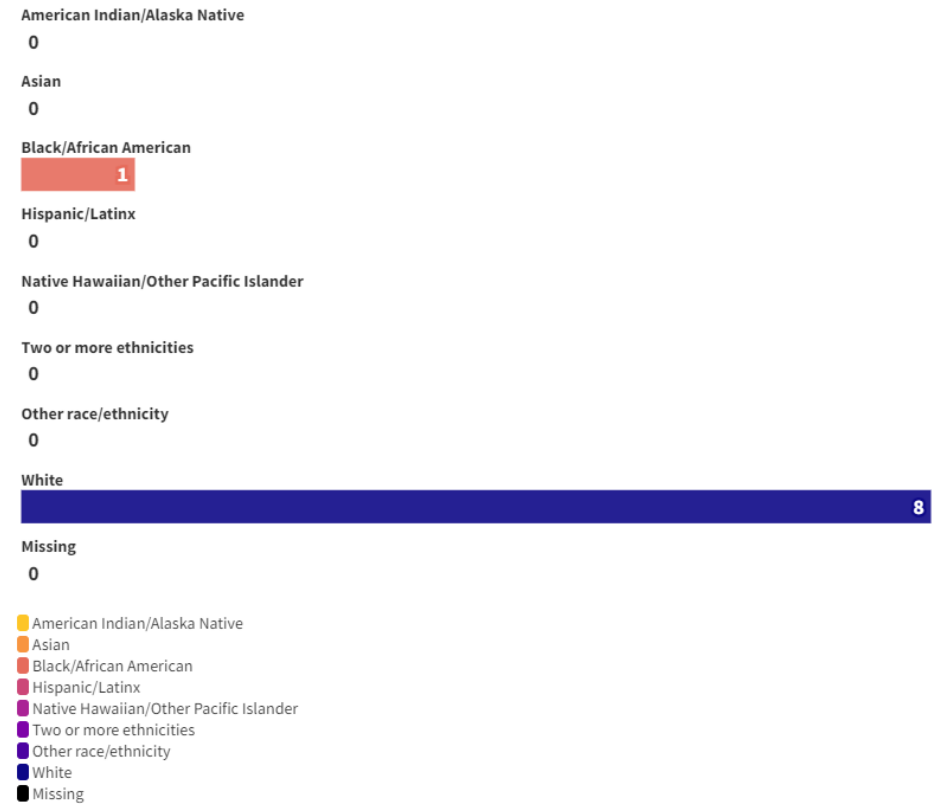 American Indian/Alaska Native
0
Asian
0
Black/African American
1
Hispanic/Latinx
0
Native Hawaiian/Other Pacific Islander
0
Two or more ethnicities
0
Other race/ethnicity
0
White
8
Missing
0
American Indian/Alaska Native
Asian
Black/African American
Hispanic/Latinx
Native Hawaiian/Other Pacific Islander
Two or more ethnicities
Other race/ethnicity
White
Missing